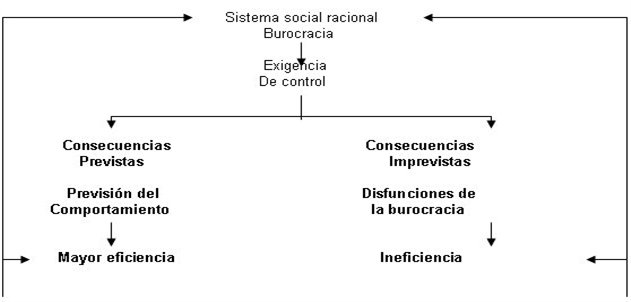 Sistema social racional
Burocracia
Exigencia
De control
Consecuencias
Previstas
Previsión del
Comportamiento
Mayor eficiencia
Consecuencias
Imprevistas
Disfunciones de
la burocracia
Ineficiencia